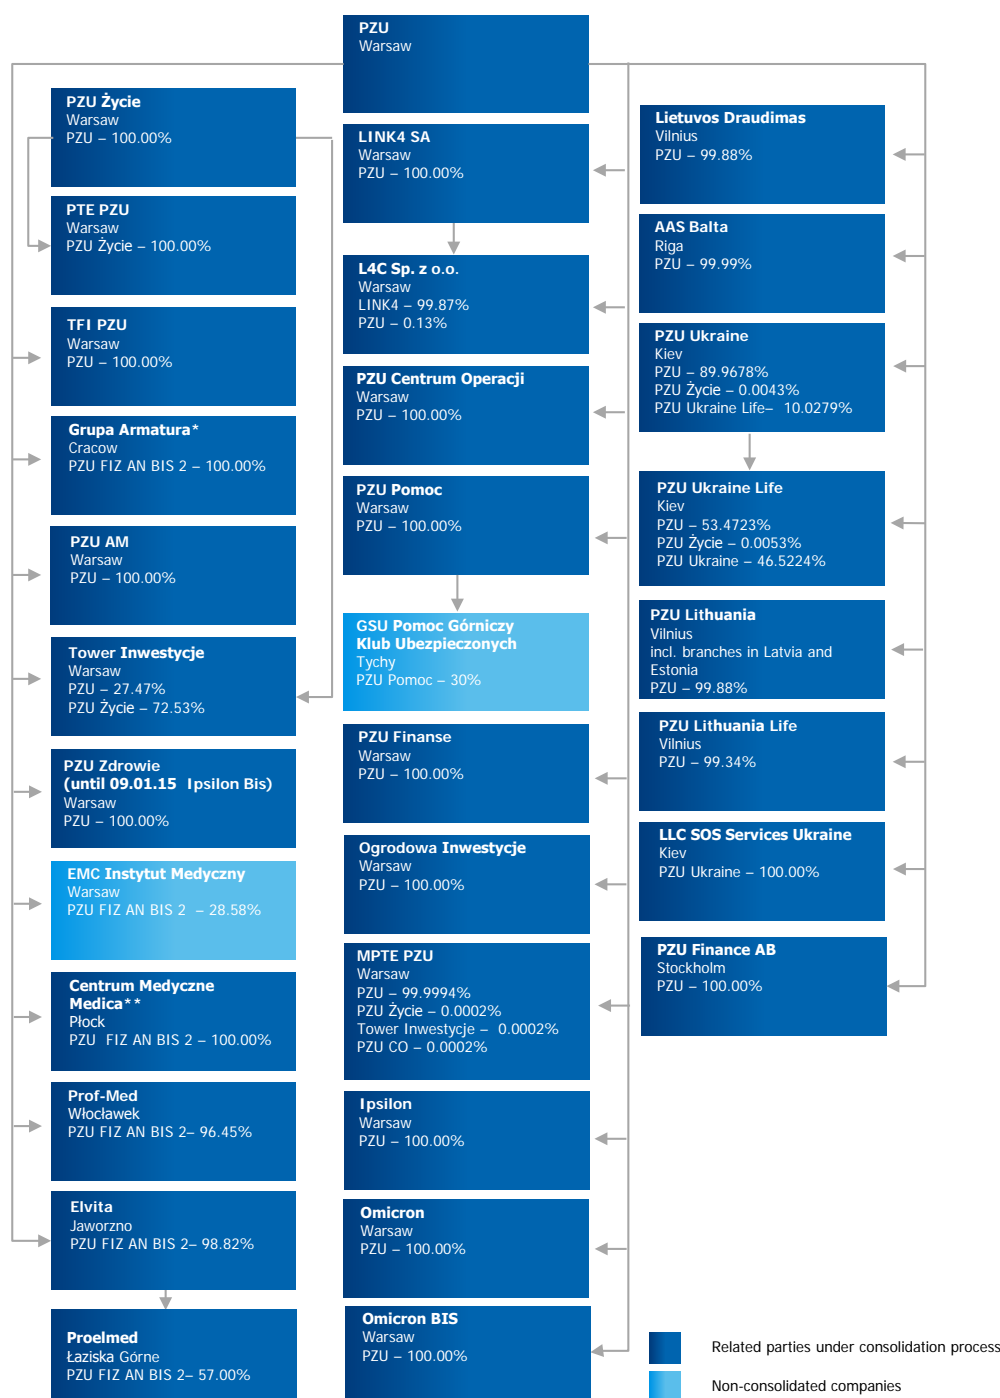 PZU
Warsaw
PZU Życie
Warsaw
PZU – 100.00%
PTE PZU
Warsaw
PZU Życie – 100.00%
TFI PZU
Warsaw
PZU – 100.00%
Grupa Armatura*
Cracow
PZU FIZ AN BIS 2 – 100.00%
PZU AM
Warsaw
PZU – 100.00%
Tower Inwestycje
Warsaw
PZU – 27.47%
PZU Życie – 72.53%
PZU Zdrowie
(until 09.01.15 Ipsilon Bis)
Warsaw
PZU – 100.00%
EMC Instytut Medyczny
Warsaw
PZU FIZ AN BIS 2 – 28.58%
Centrum Medyczne
Medica**
Płock
PZU FIZ AN BIS 2 – 100.00%
Prof-Med
Włocławek
PZU FIZ AN BIS 2– 96.45%
Elvita
Jaworzno
PZU FIZ AN BIS 2– 98.82%
Proelmed
Łaziska Górne
PZU FIZ AN BIS 2– 57.00%
LINK4 SA
Warsaw
PZU – 100.00%
L4C Sp. z o.o.
Warsaw
LINK4 – 99.87%
PZU – 0.13%
PZU Centrum Operacji
Warsaw
PZU – 100.00%
PZU Pomoc
Warsaw
PZU – 100.00%
GSU Pomoc Górniczy
Klub Ubezpieczonych
Tychy
PZU Pomoc – 30%
PZU Finanse
Warsaw
PZU – 100.00%
Ogrodowa Inwestycje
Warsaw
PZU – 100.00%
MPTE PZU
Warsaw
PZU – 99.9994%
PZU Życie – 0.0002%
Tower Inwestycje – 0.0002%
PZU CO – 0.0002%
Ipsilon
Warsaw
PZU – 100.00%
Omicron
Warsaw
PZU – 100.00%
Omicron BIS
Warsaw
PZU – 100.00%
Lietuvos Draudimas
Vilnius
PZU – 99.88%
AAS Balta
Riga
PZU – 99.99%
PZU Ukraine
Kiev
PZU – 89.9678%
PZU Życie – 0.0043%
PZU Ukraine Life– 10.0279%
PZU Ukraine Life
Kiev
PZU – 53.4723%
PZU Życie – 0.0053%
PZU Ukraine – 46.5224%
PZU Lithuania
Vilnius
incl. branches in Latvia and
Estonia
PZU – 99.88%
PZU Lithuania Life
Vilnius
PZU – 99.34%
LLC SOS Services Ukraine
Kiev
PZU Ukraine – 100.00%
PZU Finance AB
Stockholm
PZU – 100.00%
Related parties under consolidation process
Non-consolidated companies